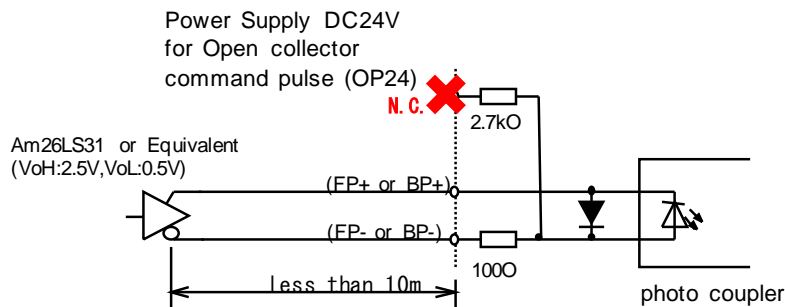 Power Supply DC24V
for Open collector
command pulse (OP24)
N.C.
2.7kO
Am26LS31 or Equivalent
(VoH:2.5V,VoL:0.5V)
(FP+ or BP+)
(FP- or BP-)
100O
less than 10m
photo coupler